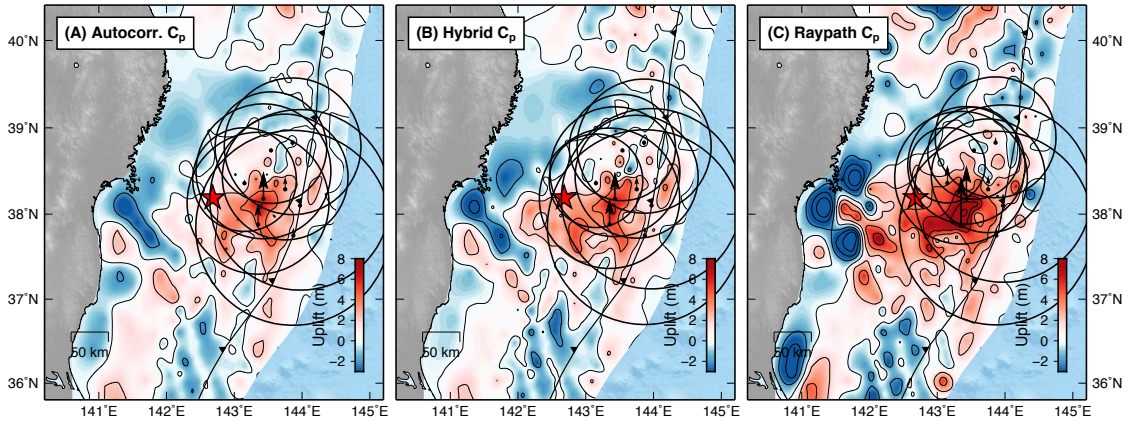 (A) Autocorr. Cp
(B) Hybrid Cp
(C) Raypath Cp
40˚N
39˚N
38˚N
37˚N
36˚N
40˚N
39˚N
38˚N
37˚N
36˚N
8
6
4
2
0
−2
Uplift (m)
50 km
8
6
4
2
0
−2
Uplift (m)
50 km
8
6
4
2
0
−2
Uplift (m)
50 km
141˚E 142˚E 143˚E 144˚E 145˚E
141˚E 142˚E 143˚E 144˚E 145˚E
141˚E 142˚E 143˚E 144˚E 145˚E